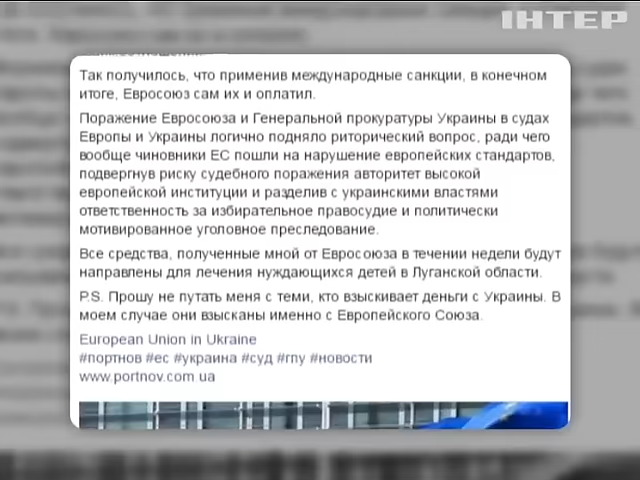 ІНТЕР
Так получилось, что применив международные санкции, в конечном
итоге, Евросоюз сам их и оплатил.
Поражение Евросоюза и Генеральной прокуратуры Украины в судах
Европы и Украины логично подняло риторический вопрос, ради чего
вообще чиновники ЕС пошли на нарушение европейских стандартов,
подвергнув риску судебного поражения авторитет высокой
европейской институции и разделив с украинскими властями
ответственность за избирательное правосудие и политически
мотивированное уголовное преследование.
Все средства, полученные мной от Евросоюза в течении недели будут
направлены для лечения нуждающихся детей в Луганской области.
P.S. Прошу не путать меня с теми, кто взыскивает деньги с Украины. В
моем случае они взысканы именно с Европейского Союза.
European Union in Ukraine
#портнов #ес #украина #суд #гпу #новости
www.portnov.com.ua